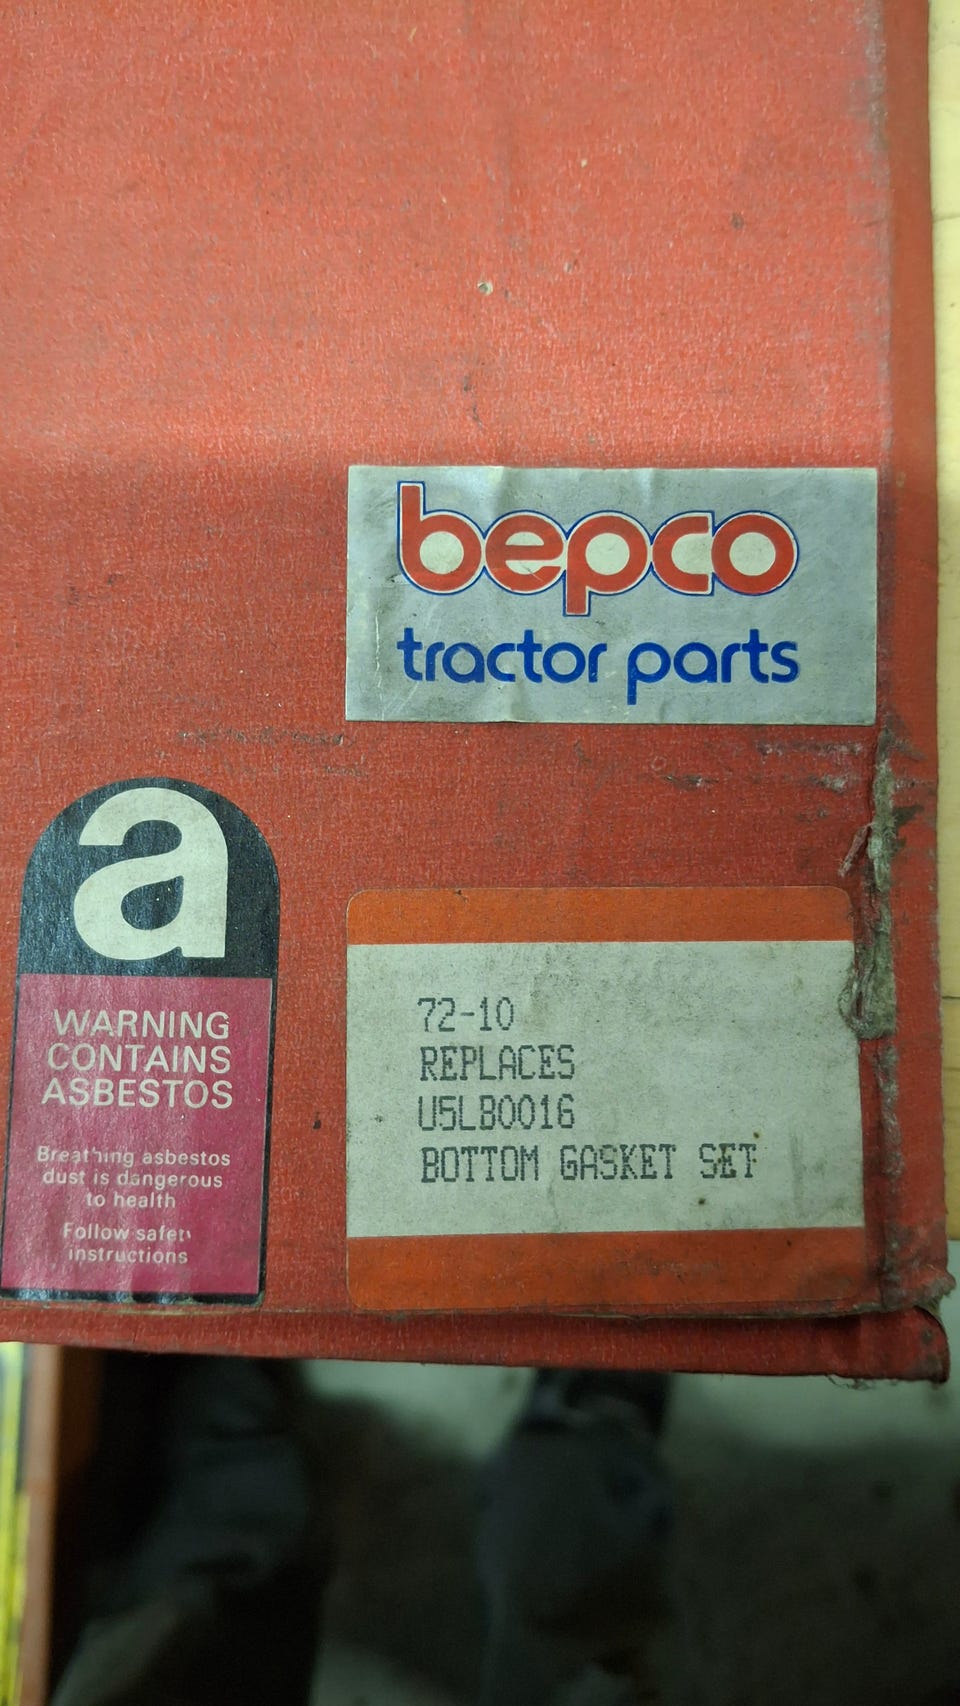 bepco
tractor parts
a
WARNING
CONTAINS
ASBESTOS
Breathing asbestos
dust is dangerous
to health
Follow safety
instructions
72-10
REPLACES
U5LB0016
BOTTOM GASKET SET